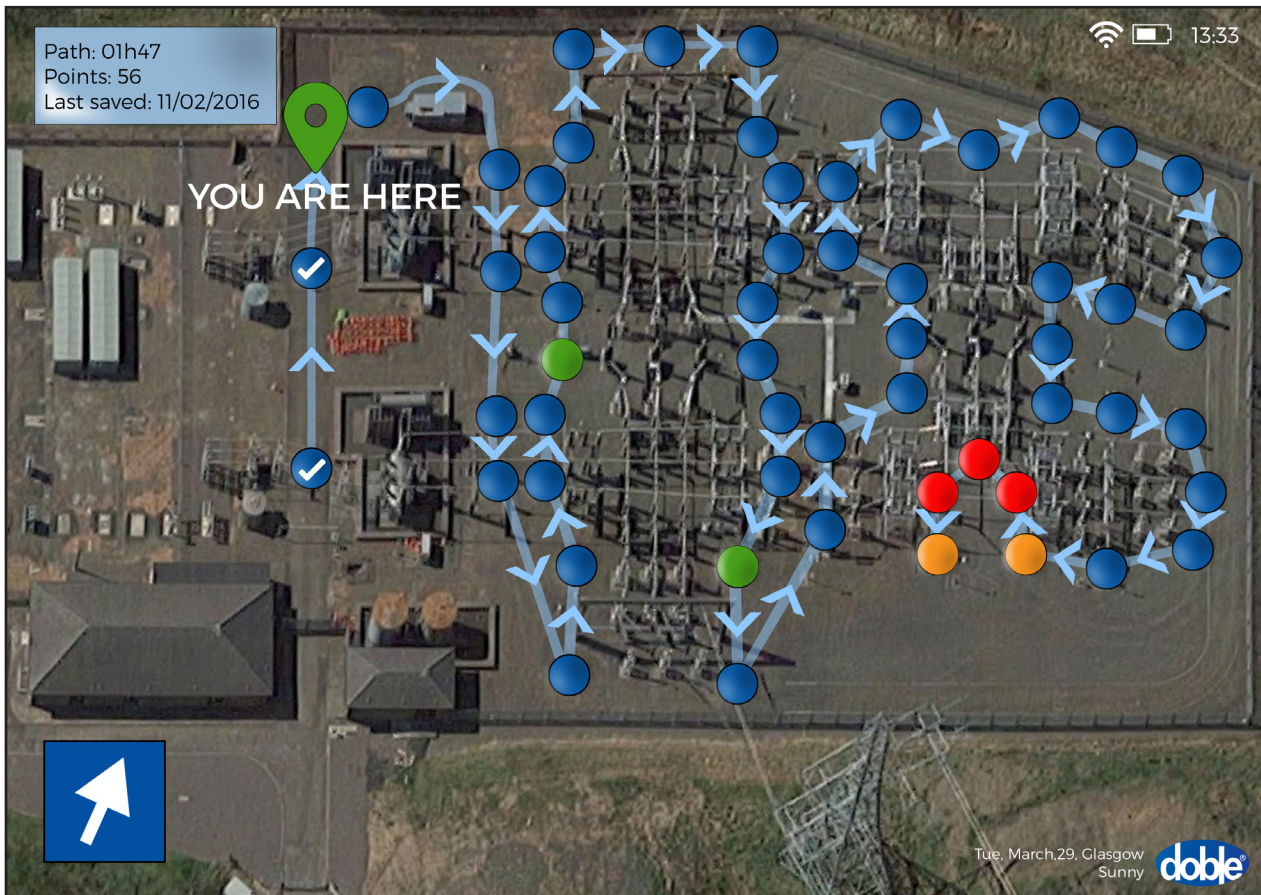 Path: 01h47
Points: 56
Last saved: 11/02/2016
13:33
YOU ARE HERE
Tue, March,29, Glasgow
Sunny
doble®